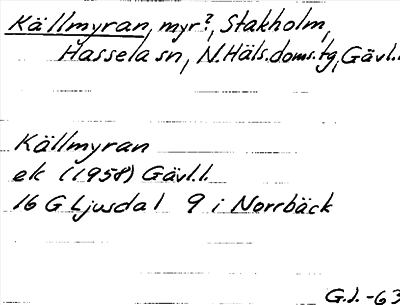 Källmyran, myr?, Stakholm,
Hassela sn, N.Häls.doms.tg, Gävl.l.
Källmyran
ek (1958) Gävl.l.
16 G Ljusdal 9 i Norrbäck
G.J. -63